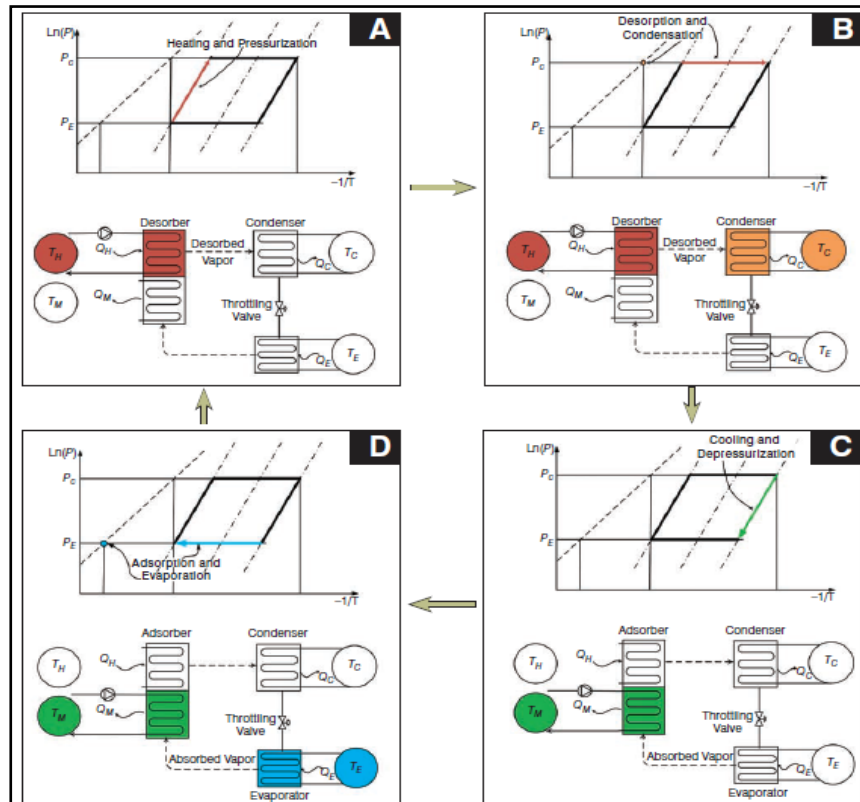 A
Ln(P)
Heating and
Pressurization
Pc
PE
−1/T
Desorber
Condenser
TH
QH
Desorbed
Vapor
QC
TC
TM
QM
Throttling
Valve
QE
TE
B
Ln(P)
Desorption and
Condensation
Pc
PE
−1/T
Desorber
Condenser
TH
QH
Desorbed
Vapor
QC
TC
TM
QM
Throttling
Valve
QE
TE
D
Ln(P)
Pc
PE
Adsorption and
Evaporation
−1/T
Adsorber
Condenser
TH
QH
QC
TC
TM
QM
Throttling
Valve
Absorbed Vapor
QE
TE
Evaporator
C
Ln(P)
Cooling and
Depressurization
Pc
PE
−1/T
Adsorber
Condenser
TH
QH
QC
TC
TM
QM
Throttling
Valve
Absorbed Vapor
QE
TE
Evaporator